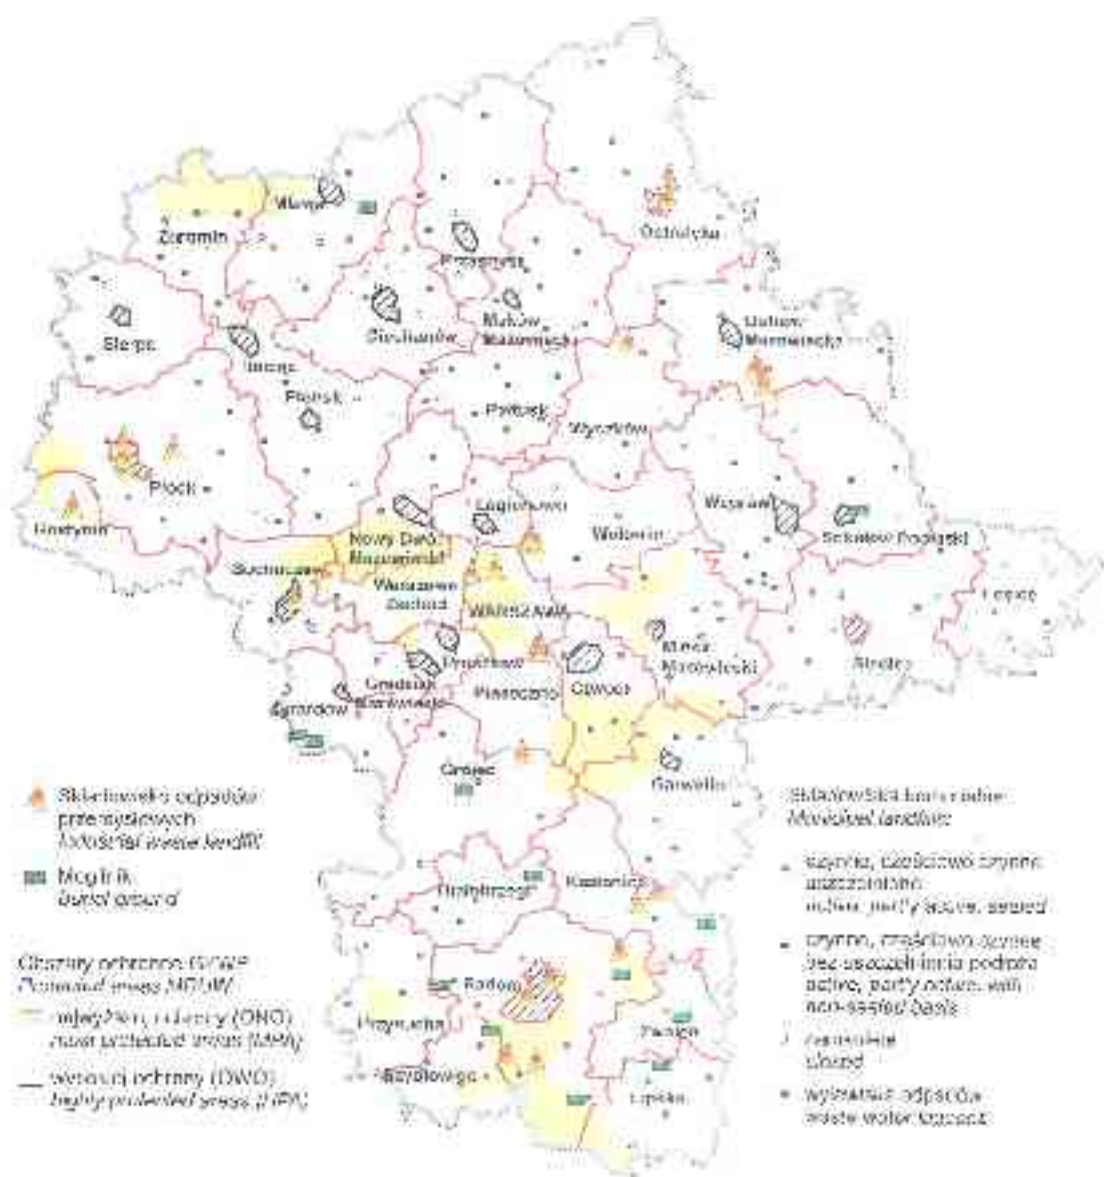 Mława
Żuromin
Ostrołęka
Przasnysz
Sierpc
Ciechanów
Maków
Mazowiecki
Ostrów
Mazowiecka
Płońsk
Pułtusk
Wyszków
Płock
Gostynin
Legionowo
Wołomin
Węgrów
Sokołów Podlaski
Nowy Dwór
Mazowiecki
Sochaczew
Warszawa
Zachód
WARSZAWA
Łosice
Mińsk
Mazowiecki
Siedlce
Pruszków
Piaseczno
Otwock
Grodzisk
Mazowiecki
Żyrardów
Grójec
Garwolin
Białobrzegi
Kozienice
Radom
Przysucha
Zwoleń
Szydłowiec
Lipsko
Składowisko odpadów
przemysłowych
Industrial waste landfill
Mogilnik
burial ground
Obszary ochronne GZWP
Protected areas MGUW
najwyższej ochrony (ONO)
most protected areas (MPA)
wysokiej ochrony (OWO)
highly protected areas (HPA)
Składowiska komunalne
Municipal landfills
czynne, częściowo czynne
uszczelnione
active, partly active, sealed
czynne, częściowo czynne
bez uszczelnienia podłoża
active, partly active, with
non-sealed basis
zamknięte
closed
wylewiska odpadów
waste water lagoons